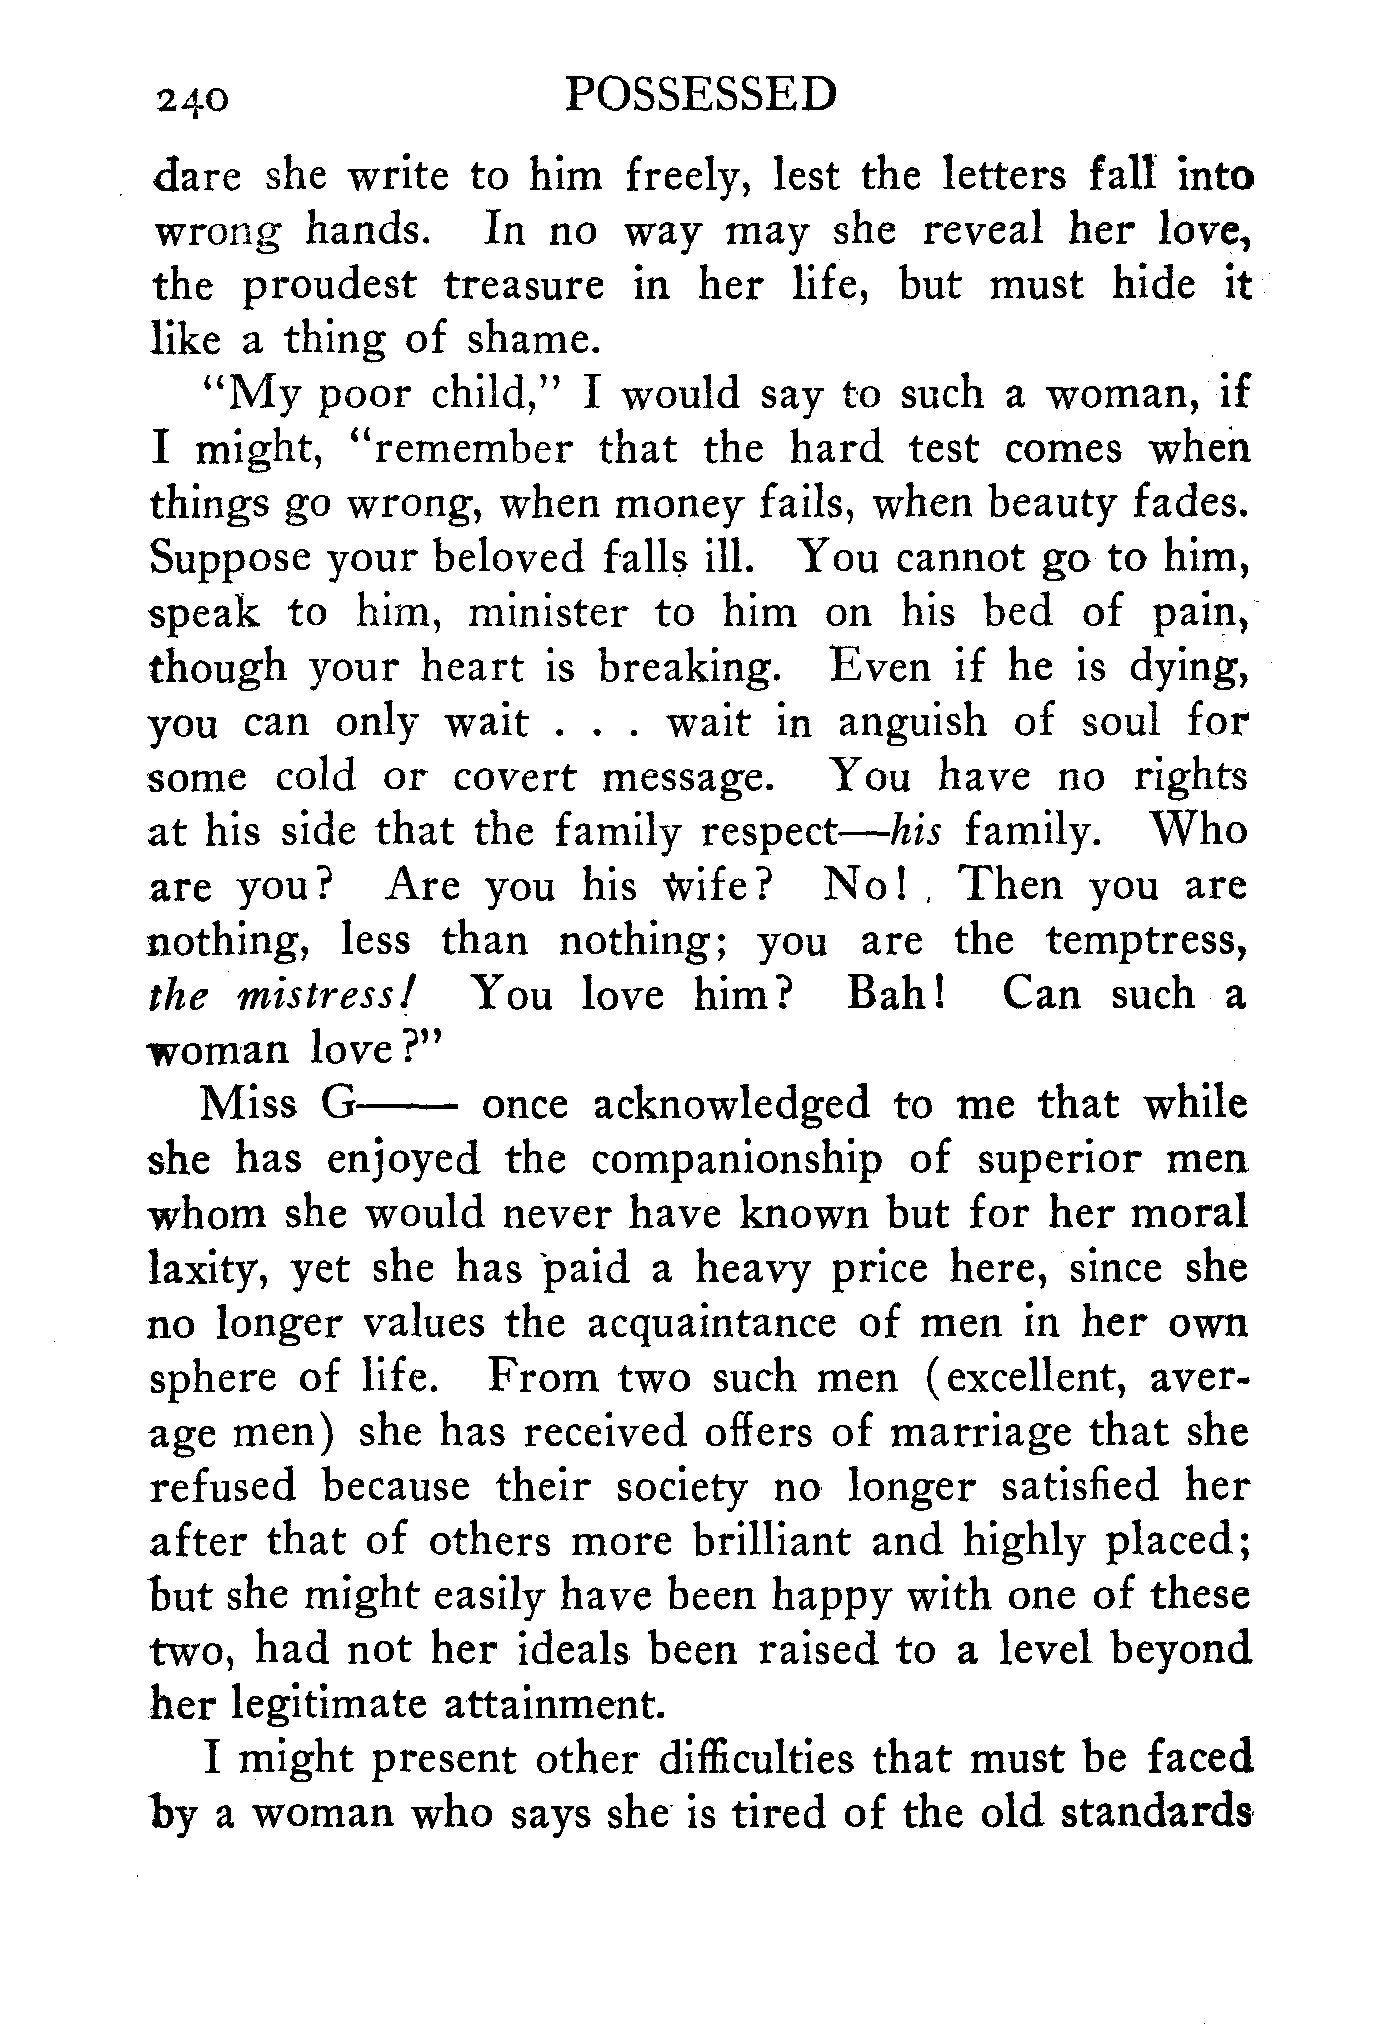 240 POSSESSED
dare she write to him freely, lest the letters fall into
wrong hands. In no way may she reveal her love,
the proudest treasure in her life, but must hide it
like a thing of shame.
“My poor child,” I would say to such a woman, if
I might, “remember that the hard test comes when
things go wrong, when money fails, when beauty fades.
Suppose your beloved falls ill. You cannot go to him,
speak to him, minister to him on his bed of pain,
though your heart is breaking. Even if he is dying,
you can only wait . . . wait in anguish of soul for
some cold or covert message. You have no rights
at his side that the family respect—his family. Who
are you? Are you his wife? No! Then you are
nothing, less than nothing; you are the temptress,
the mistress! You love him? Bah! Can such a
woman love?”
Miss G—— once acknowledged to me that while
she has enjoyed the companionship of superior men
whom she would never have known but for her moral
laxity, yet she has paid a heavy price here, since she
no longer values the acquaintance of men in her own
sphere of life. From two such men (excellent, aver-
age men) she has received offers of marriage that she
refused because their society no longer satisfied her
after that of others more brilliant and highly placed;
but she might easily have been happy with one of these
two, had not her ideals been raised to a level beyond
her legitimate attainment.
I might present other difficulties that must be faced
by a woman who says she is tired of the old standards